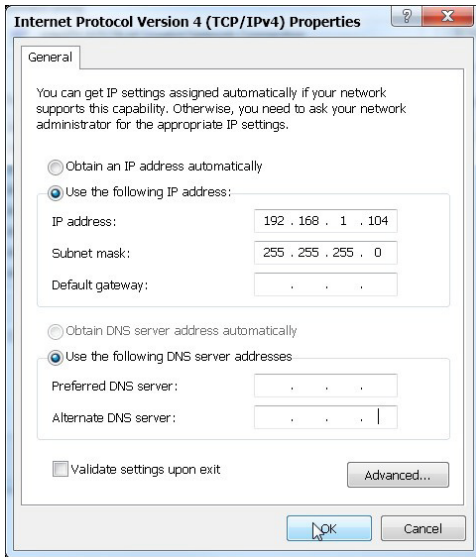 Internet Protocol Version 4 (TCP/IPv4) Properties
General
You can get IP settings assigned automatically if your network
supports this capability. Otherwise, you need to ask your network
administrator for the appropriate IP settings.
Obtain an IP address automatically
Use the following IP address:
IP address: 192 . 168 . 1 . 104
Subnet mask: 255 . 255 . 255 . 0
Default gateway: . . .
Obtain DNS server address automatically
Use the following DNS server addresses
Preferred DNS server: . . .
Alternate DNS server: . . .
Validate settings upon exit
Advanced...
OK Cancel